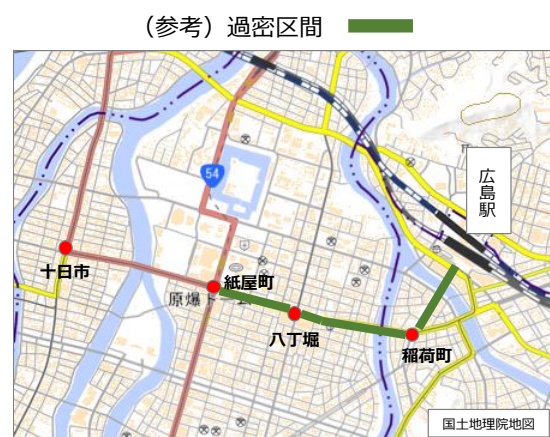 （参考）過密区間
54
広島駅
十日市
紙屋町
原爆ドーム
八丁堀
稲荷町
国土地理院地図